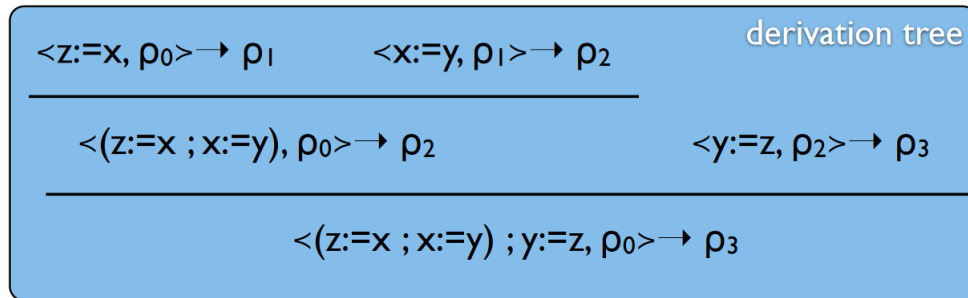 derivation tree
<z:=x, ρ₀>→ ρ₁ <x:=y, ρ₁>→ ρ₂
<(z:=x ; x:=y), ρ₀>→ ρ₂ <y:=z, ρ₂>→ ρ₃
<(z:=x ; x:=y) ; y:=z, ρ₀>→ ρ₃